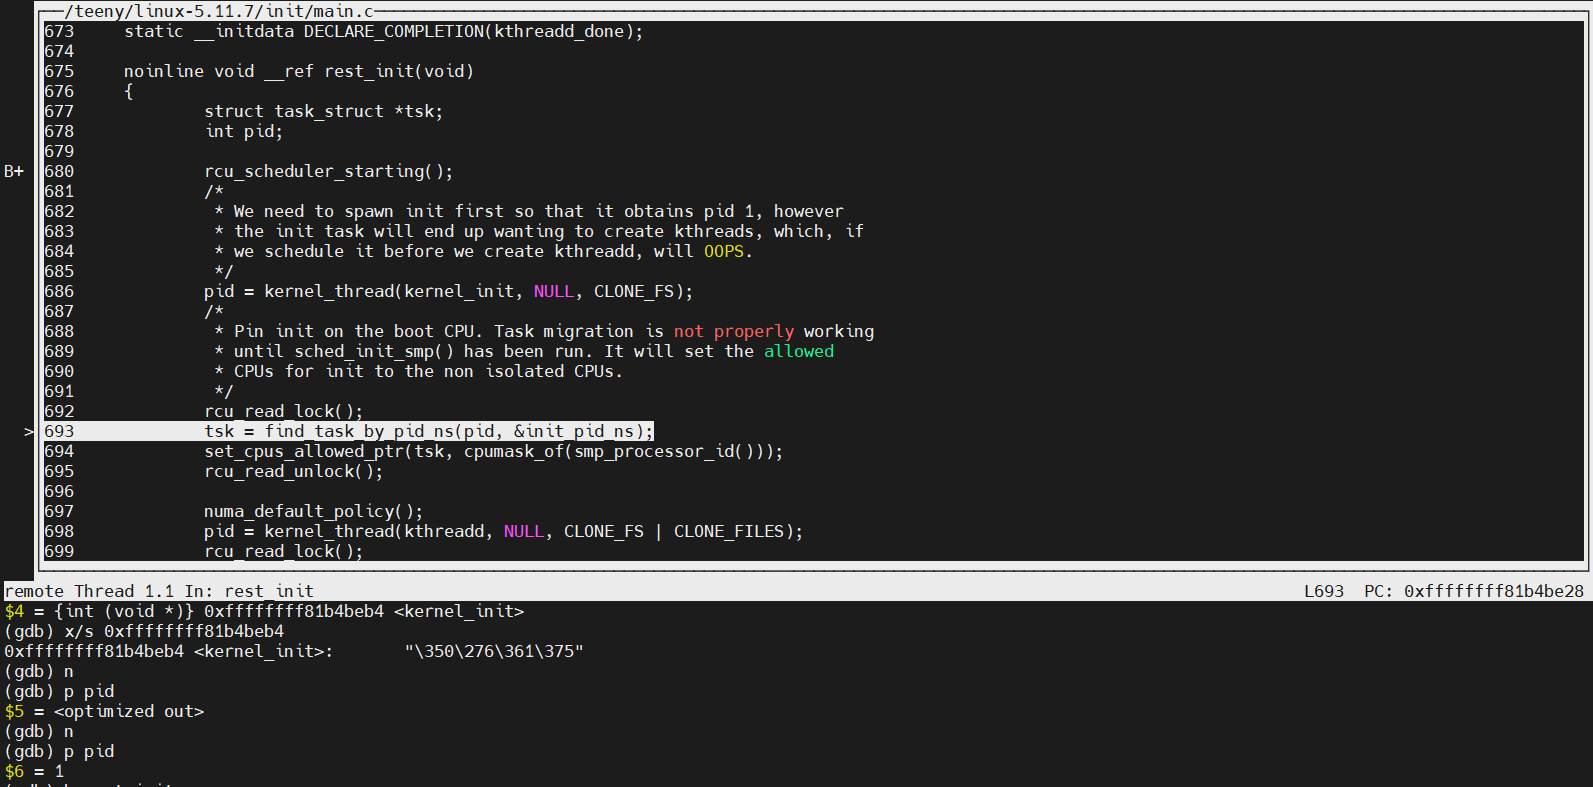 /teeny/linux-5.11.7/init/main.c
673 static __initdata DECLARE_COMPLETION(kthreadd_done);
674
675 noinline void __ref rest_init(void)
676 {
677 struct task_struct *tsk;
678 int pid;
679
B+ 680 rcu_scheduler_starting();
681 /*
682 * We need to spawn init first so that it obtains pid 1, however
683 * the init task will end up wanting to create kthreads, which, if
684 * we schedule it before we create kthreadd, will OOPS.
685 */
686 pid = kernel_thread(kernel_init, NULL, CLONE_FS);
687 /*
688 * Pin init on the boot CPU. Task migration is not properly working
689 * until sched_init_smp() has been run. It will set the allowed
690 * CPUs for init to the non isolated CPUs.
691 */
692 rcu_read_lock();
> 693 tsk = find_task_by_pid_ns(pid, &init_pid_ns);
694 set_cpus_allowed_ptr(tsk, cpumask_of(smp_processor_id()));
695 rcu_read_unlock();
696
697 numa_default_policy();
698 pid = kernel_thread(kthreadd, NULL, CLONE_FS | CLONE_FILES);
699 rcu_read_lock();
remote Thread 1.1 In: rest_init L693 PC: 0xffffffff81b4be28
$4 = {int (void *)} 0xffffffff81b4beb4 <kernel_init>
(gdb) x/s 0xffffffff81b4beb4
0xffffffff81b4beb4 <kernel_init>: "\350\276\361\375"
(gdb) n
(gdb) p pid
$5 = <optimized out>
(gdb) n
(gdb) p pid
$6 = 1